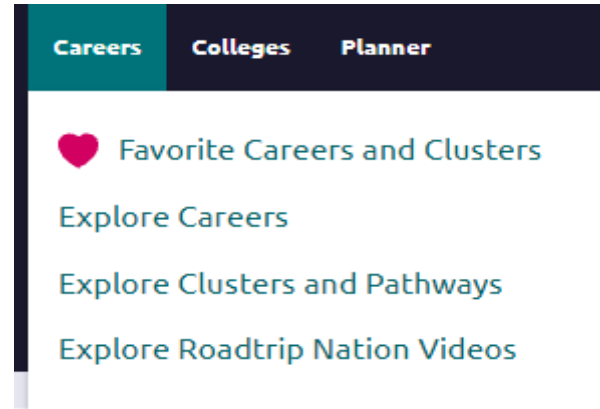 Careers Colleges Planner
Favorite Careers and Clusters
Explore Careers
Explore Clusters and Pathways
Explore Roadtrip Nation Videos